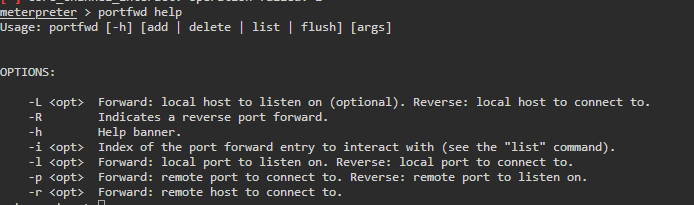 meterpreter > portfwd help
Usage: portfwd [-h] [add | delete | list | flush] [args]
OPTIONS:
-L <opt> Forward: local host to listen on (optional). Reverse: local host to connect to.
-R Indicates a reverse port forward.
-h Help banner.
-i <opt> Index of the port forward entry to interact with (see the "list" command).
-l <opt> Forward: local port to listen on. Reverse: local port to connect to.
-p <opt> Forward: remote port to connect to. Reverse: remote port to listen on.
-r <opt> Forward: remote host to connect to.